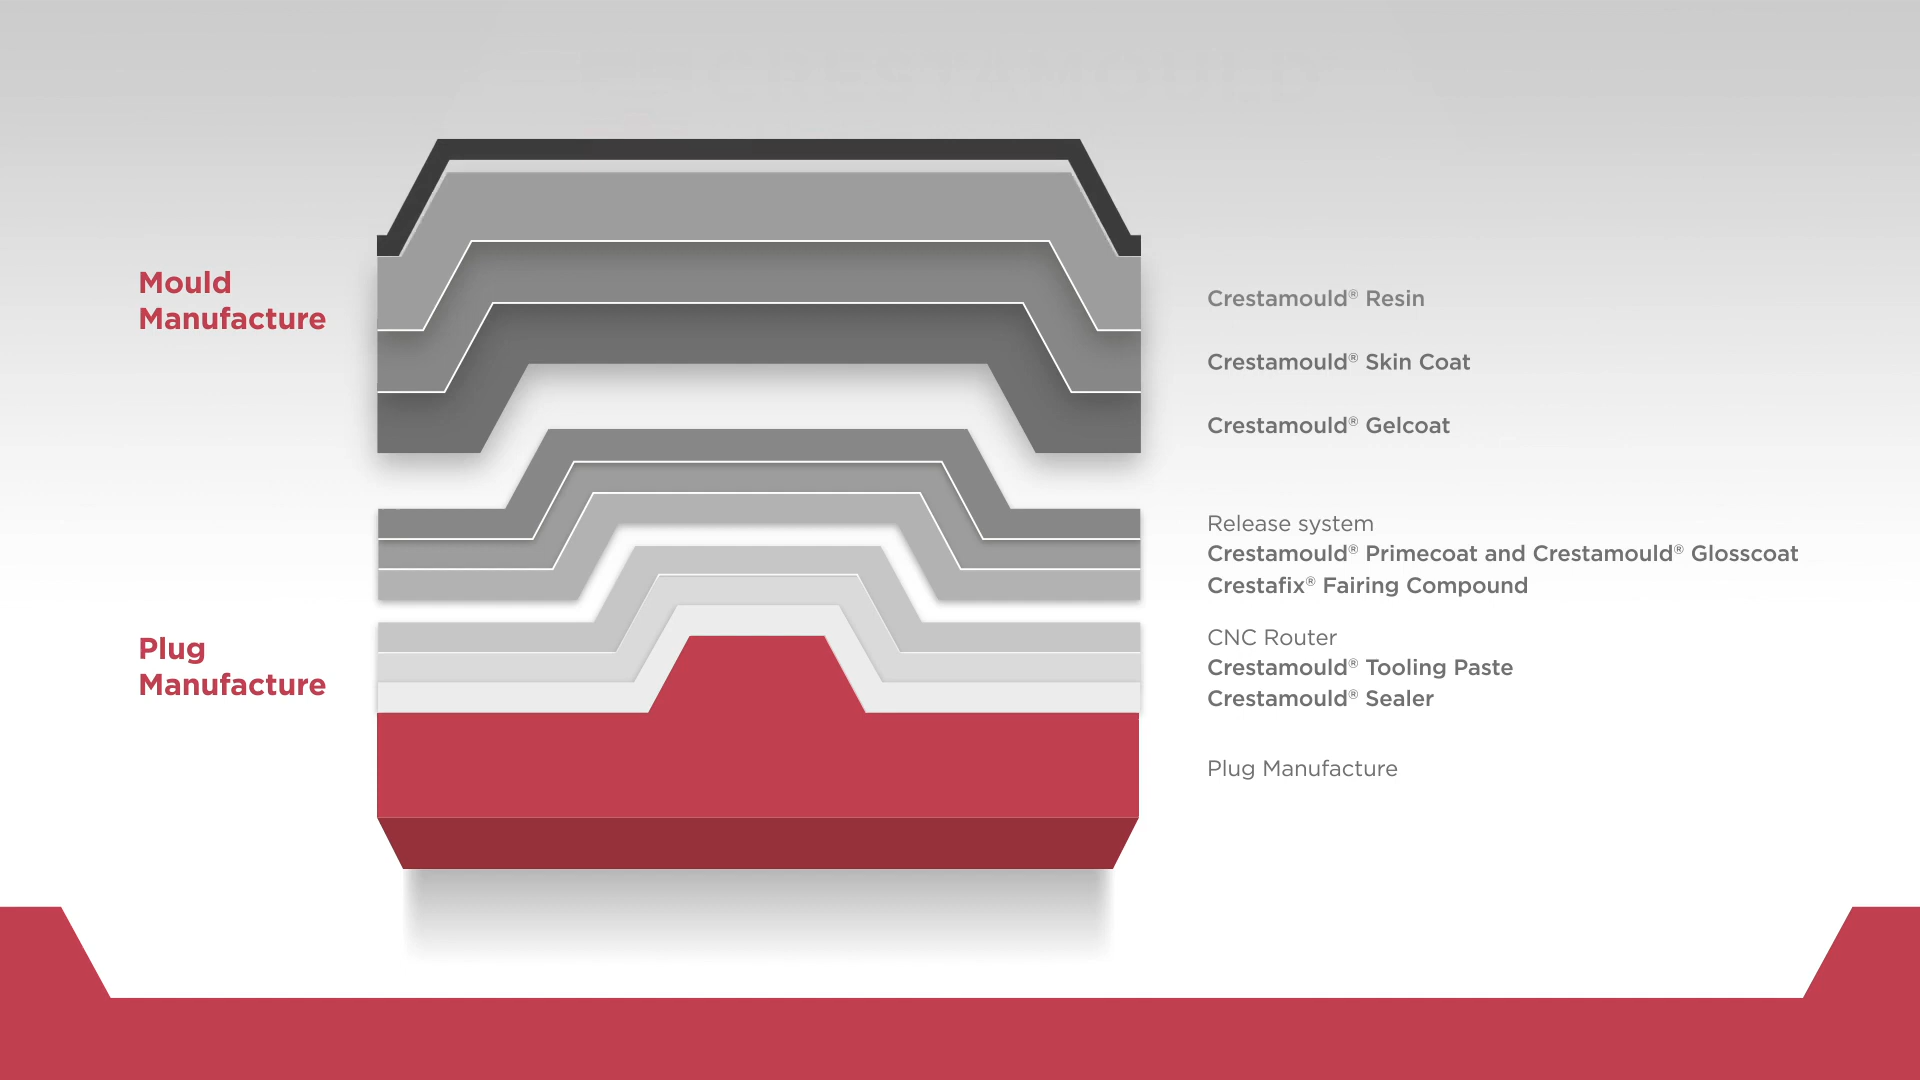 Mould
Manufacture
Crestamould® Resin
Crestamould® Skin Coat
Crestamould® Gelcoat
Release system
Crestamould® Primecoat and Crestamould® Glosscoat
Crestafix® Fairing Compound
Plug
Manufacture
CNC Router
Crestamould® Tooling Paste
Crestamould® Sealer
Plug Manufacture